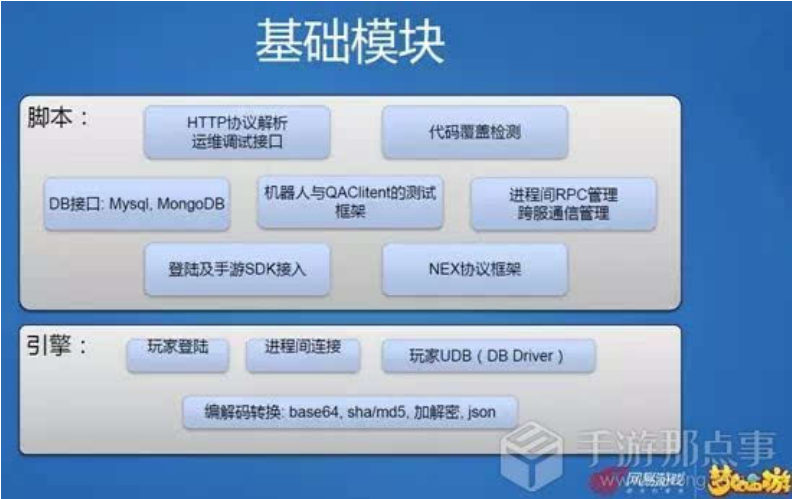 基础模块
脚本：
HTTP协议解析
运维调试接口
代码覆盖检测
DB接口: Mysql, MongoDB
机器人与QAClitent的测试
框架
进程间RPC管理
跨服通信管理
登陆及手游SDK接入
NEX协议框架
引擎：
玩家登陆
进程间连接
玩家UDB（DB Driver）
编解码转换: base64, sha/md5, 加解密, json
手游那点事
网易游戏